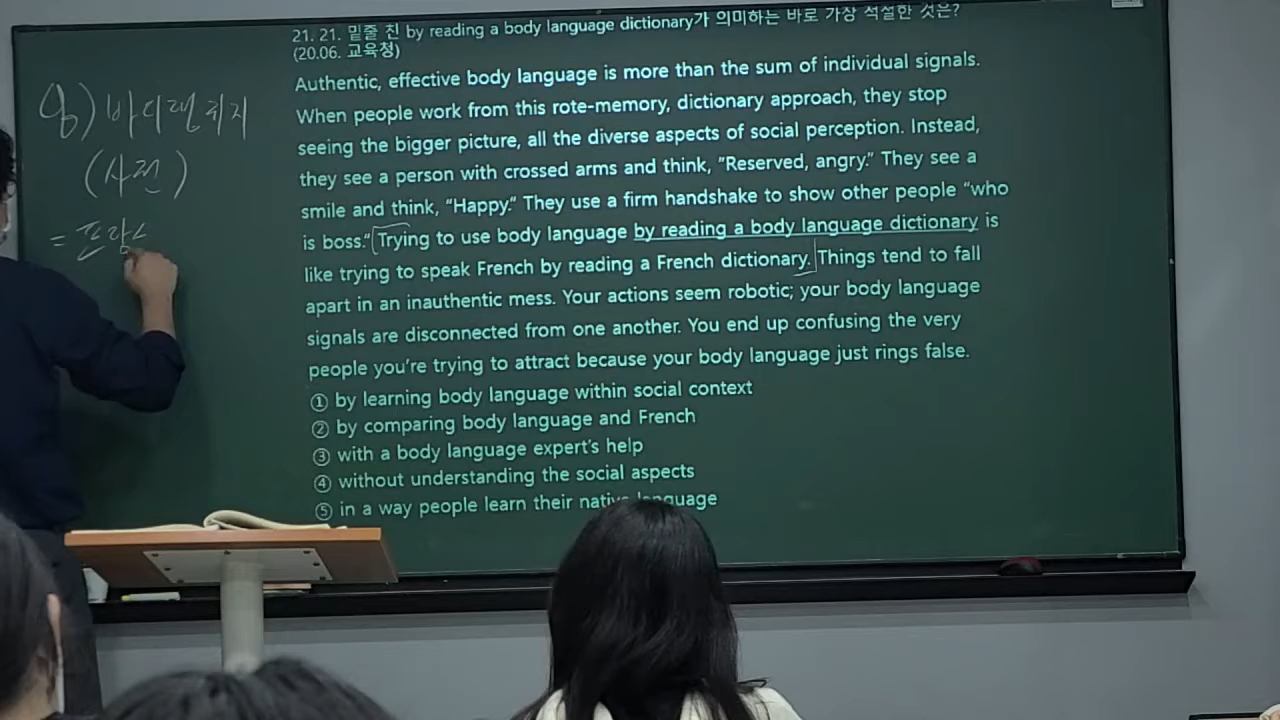 21. 21. 밑줄 친 by reading a body language dictionary가 의미하는 바로 가장 적절한 것은?
(20.06. 교육청)
Authentic, effective body language is more than the sum of individual signals.
When people work from this rote-memory, dictionary approach, they stop
seeing the bigger picture, all the diverse aspects of social perception. Instead,
they see a person with crossed arms and think, “Reserved, angry.” They see a
smile and think, “Happy.” They use a firm handshake to show other people “who
is boss.” Trying to use body language by reading a body language dictionary is
like trying to speak French by reading a French dictionary. Things tend to fall
apart in an inauthentic mess. Your actions seem robotic; your body language
signals are disconnected from one another. You end up confusing the very
people you’re trying to attract because your body language just rings false.
① by learning body language within social context
② by comparing body language and French
③ with a body language expert’s help
④ without understanding the social aspects
⑤ in a way people learn their native language
바디랭귀지
(사전)
= 프랑스